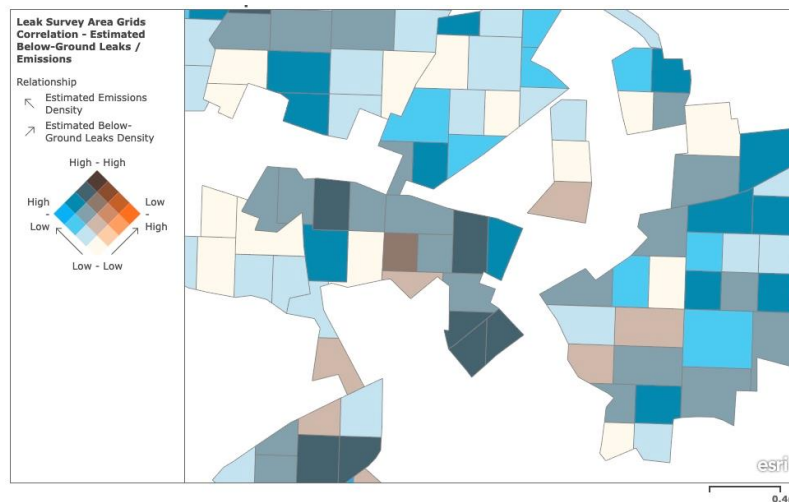 Leak Survey Area Grids
Correlation - Estimated
Below-Ground Leaks /
Emissions
Relationship
Estimated Emissions
Density
Estimated Below-
Ground Leaks Density
High - High
High
-
Low
Low
-
High
Low - Low
esri